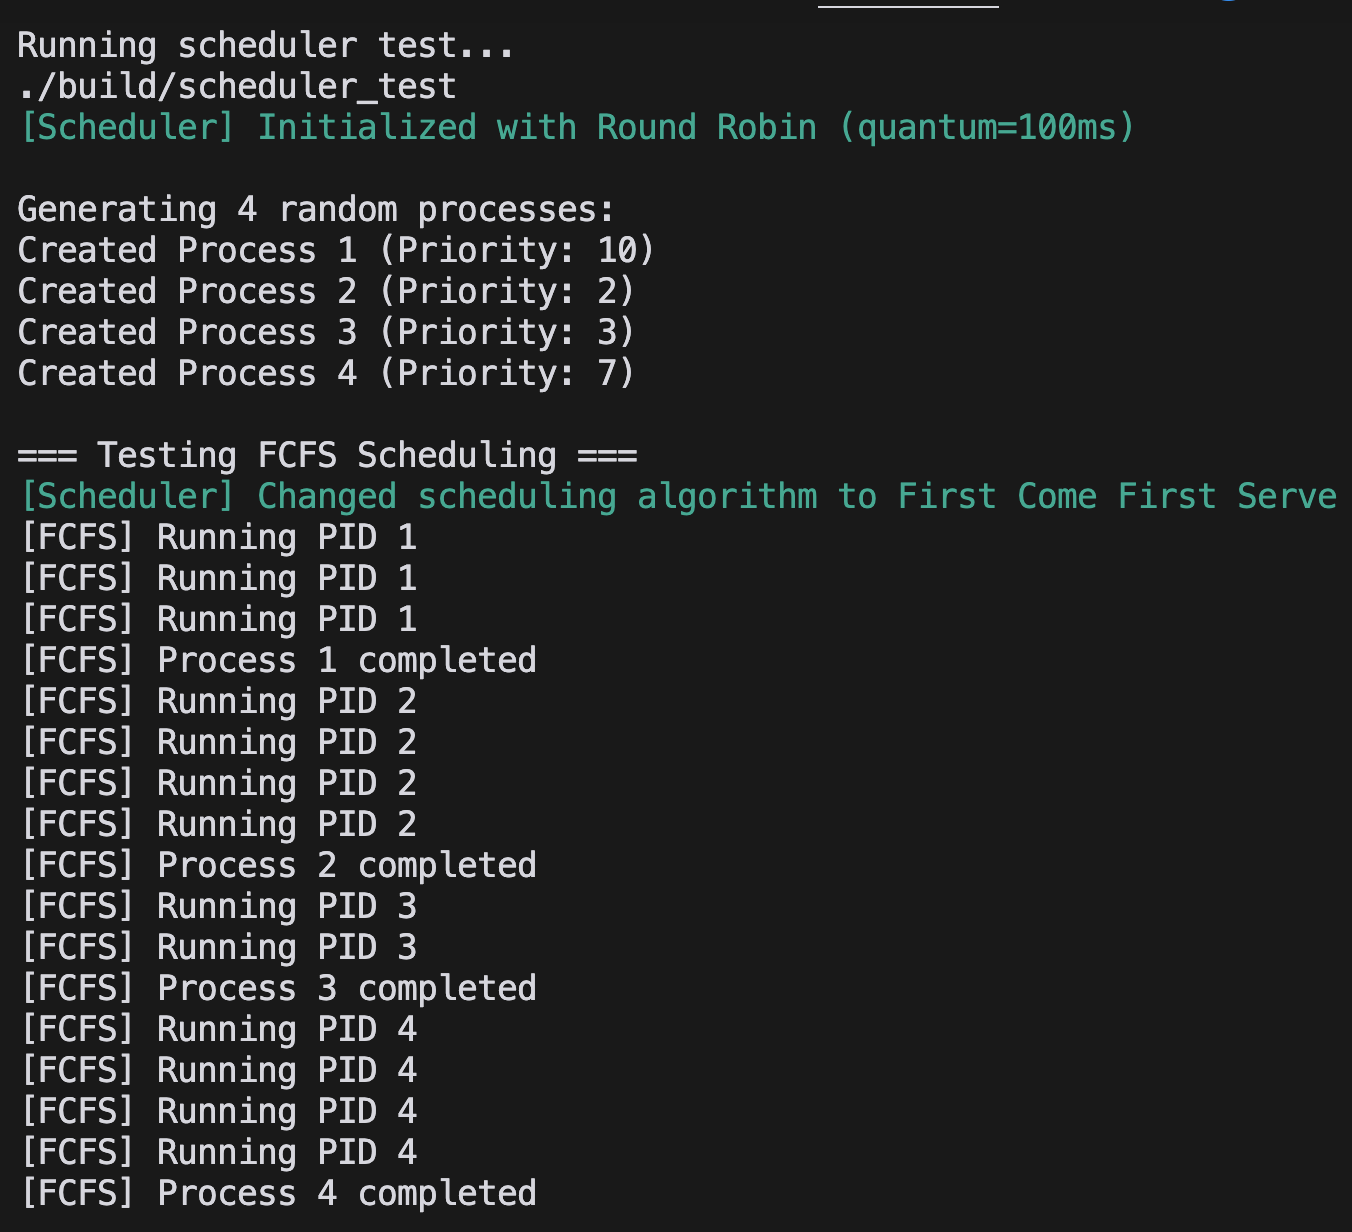 Running scheduler test...
./build/scheduler_test
[Scheduler] Initialized with Round Robin (quantum=100ms)
Generating 4 random processes:
Created Process 1 (Priority: 10)
Created Process 2 (Priority: 2)
Created Process 3 (Priority: 3)
Created Process 4 (Priority: 7)
=== Testing FCFS Scheduling ===
[Scheduler] Changed scheduling algorithm to First Come First Serve
[FCFS] Running PID 1
[FCFS] Running PID 1
[FCFS] Running PID 1
[FCFS] Process 1 completed
[FCFS] Running PID 2
[FCFS] Running PID 2
[FCFS] Running PID 2
[FCFS] Running PID 2
[FCFS] Process 2 completed
[FCFS] Running PID 3
[FCFS] Running PID 3
[FCFS] Process 3 completed
[FCFS] Running PID 4
[FCFS] Running PID 4
[FCFS] Running PID 4
[FCFS] Running PID 4
[FCFS] Process 4 completed